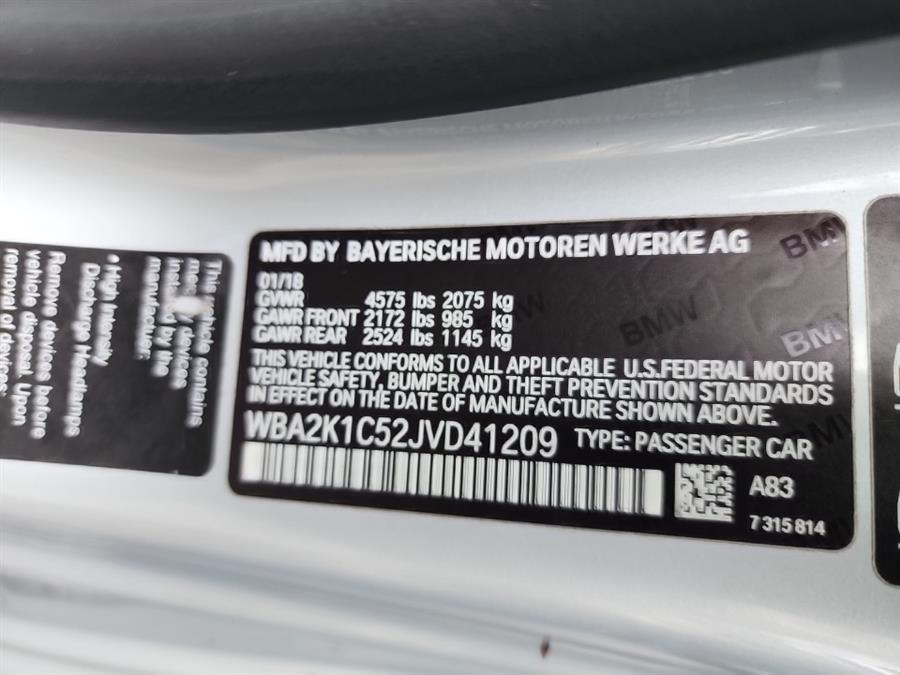 This vehicle contains
devices
by the
manufacturer:
• High Intensity
Discharge Headlamps
Remove devices before
vehicle disposal. Upon
removal of devices
MFD BY BAYERISCHE MOTOREN WERKE AG
01/18
GVWR 4575 lbs 2075 kg
GAWR FRONT 2172 lbs 985 kg
GAWR REAR 2524 lbs 1145 kg
THIS VEHICLE CONFORMS TO ALL APPLICABLE U.S.FEDERAL MOTOR
VEHICLE SAFETY, BUMPER AND THEFT PREVENTION STANDARDS
IN EFFECT ON THE DATE OF MANUFACTURE SHOWN ABOVE.
WBA2K1C52JVD41209 TYPE: PASSENGER CAR
A83
7 315 814
BMW
BMW
BMW